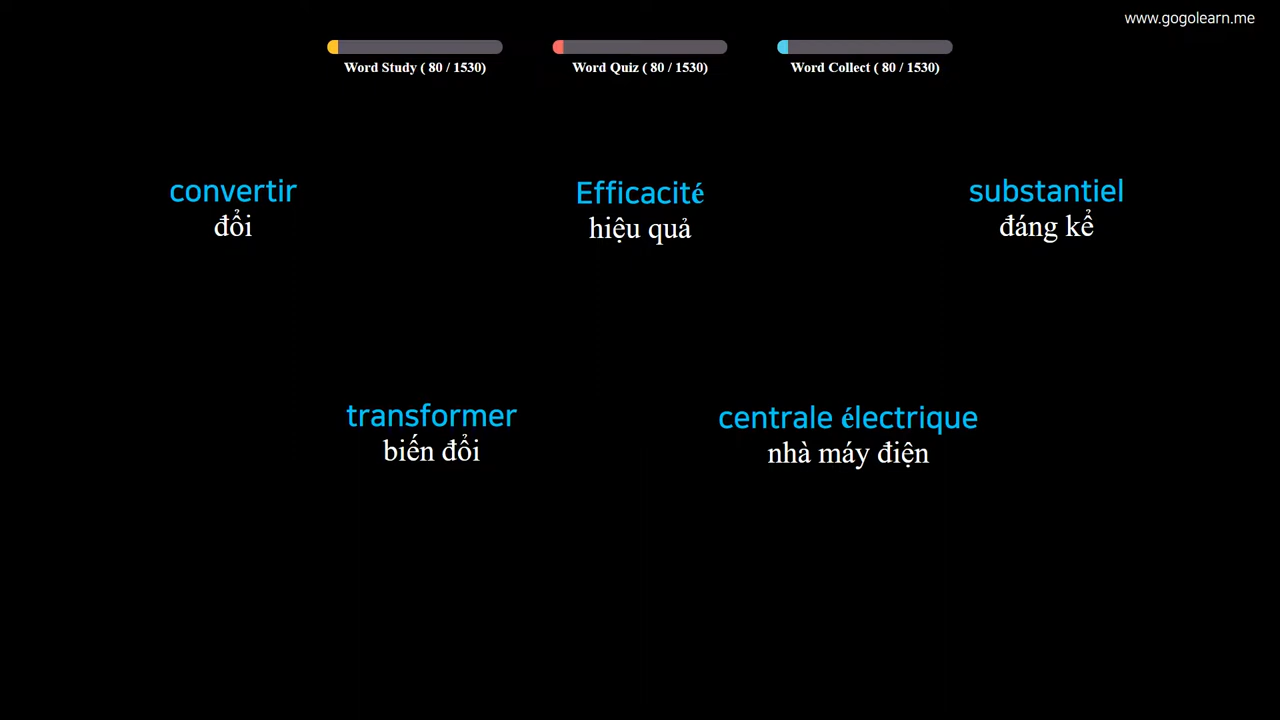 www.gogolearn.me
Word Study ( 80 / 1530)
Word Quiz ( 80 / 1530)
Word Collect ( 80 / 1530)
convertir
đổi
Efficacité
hiệu quả
substantiel
đáng kể
transformer
biến đổi
centrale électrique
nhà máy điện